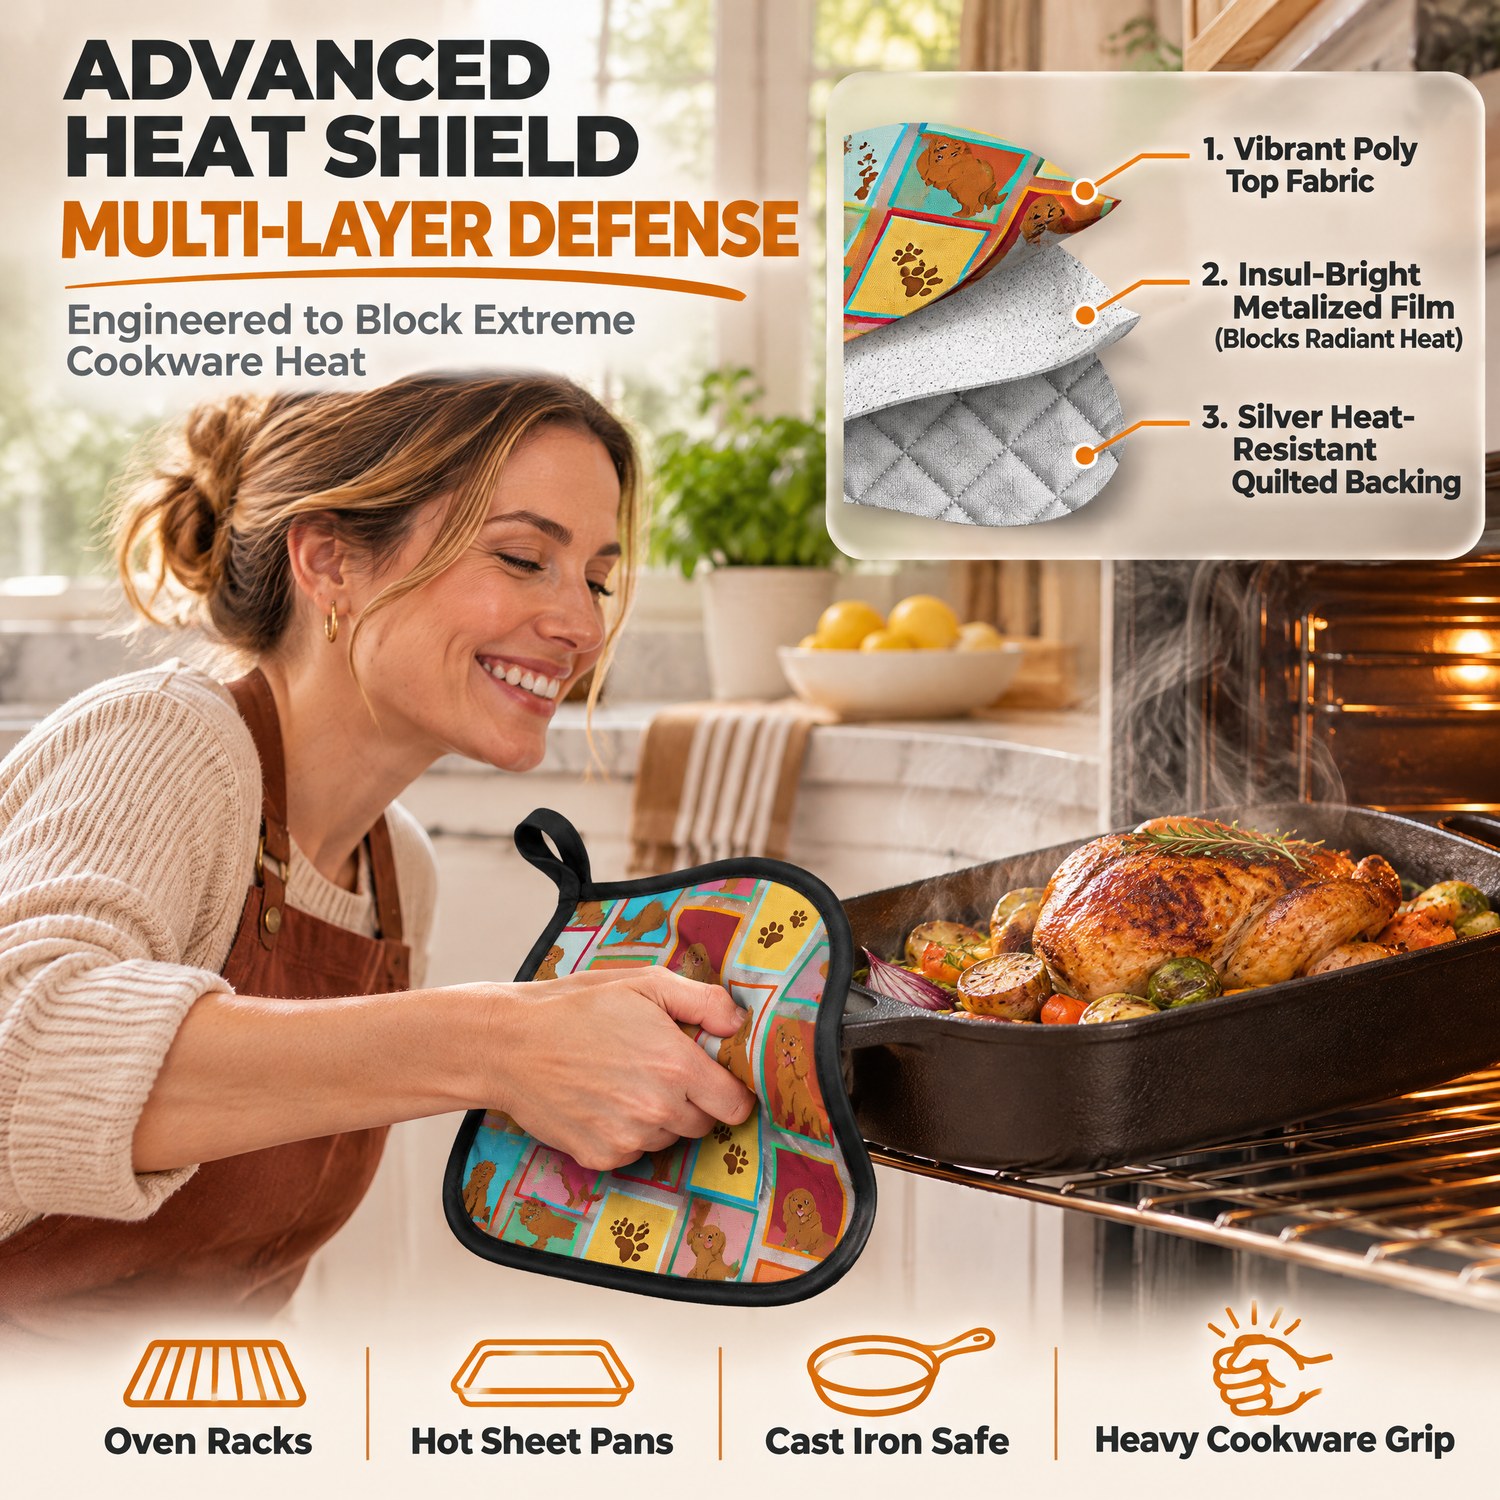 ADVANCED
HEAT SHIELD
MULTI-LAYER DEFENSE
Engineered to Block Extreme
Cookware Heat
1. Vibrant Poly
Top Fabric
2. Insul-Bright
Metalized Film
(Blocks Radiant Heat)
3. Silver Heat-
Resistant
Quilted Backing
Oven Racks
Hot Sheet Pans
Cast Iron Safe
Heavy Cookware Grip